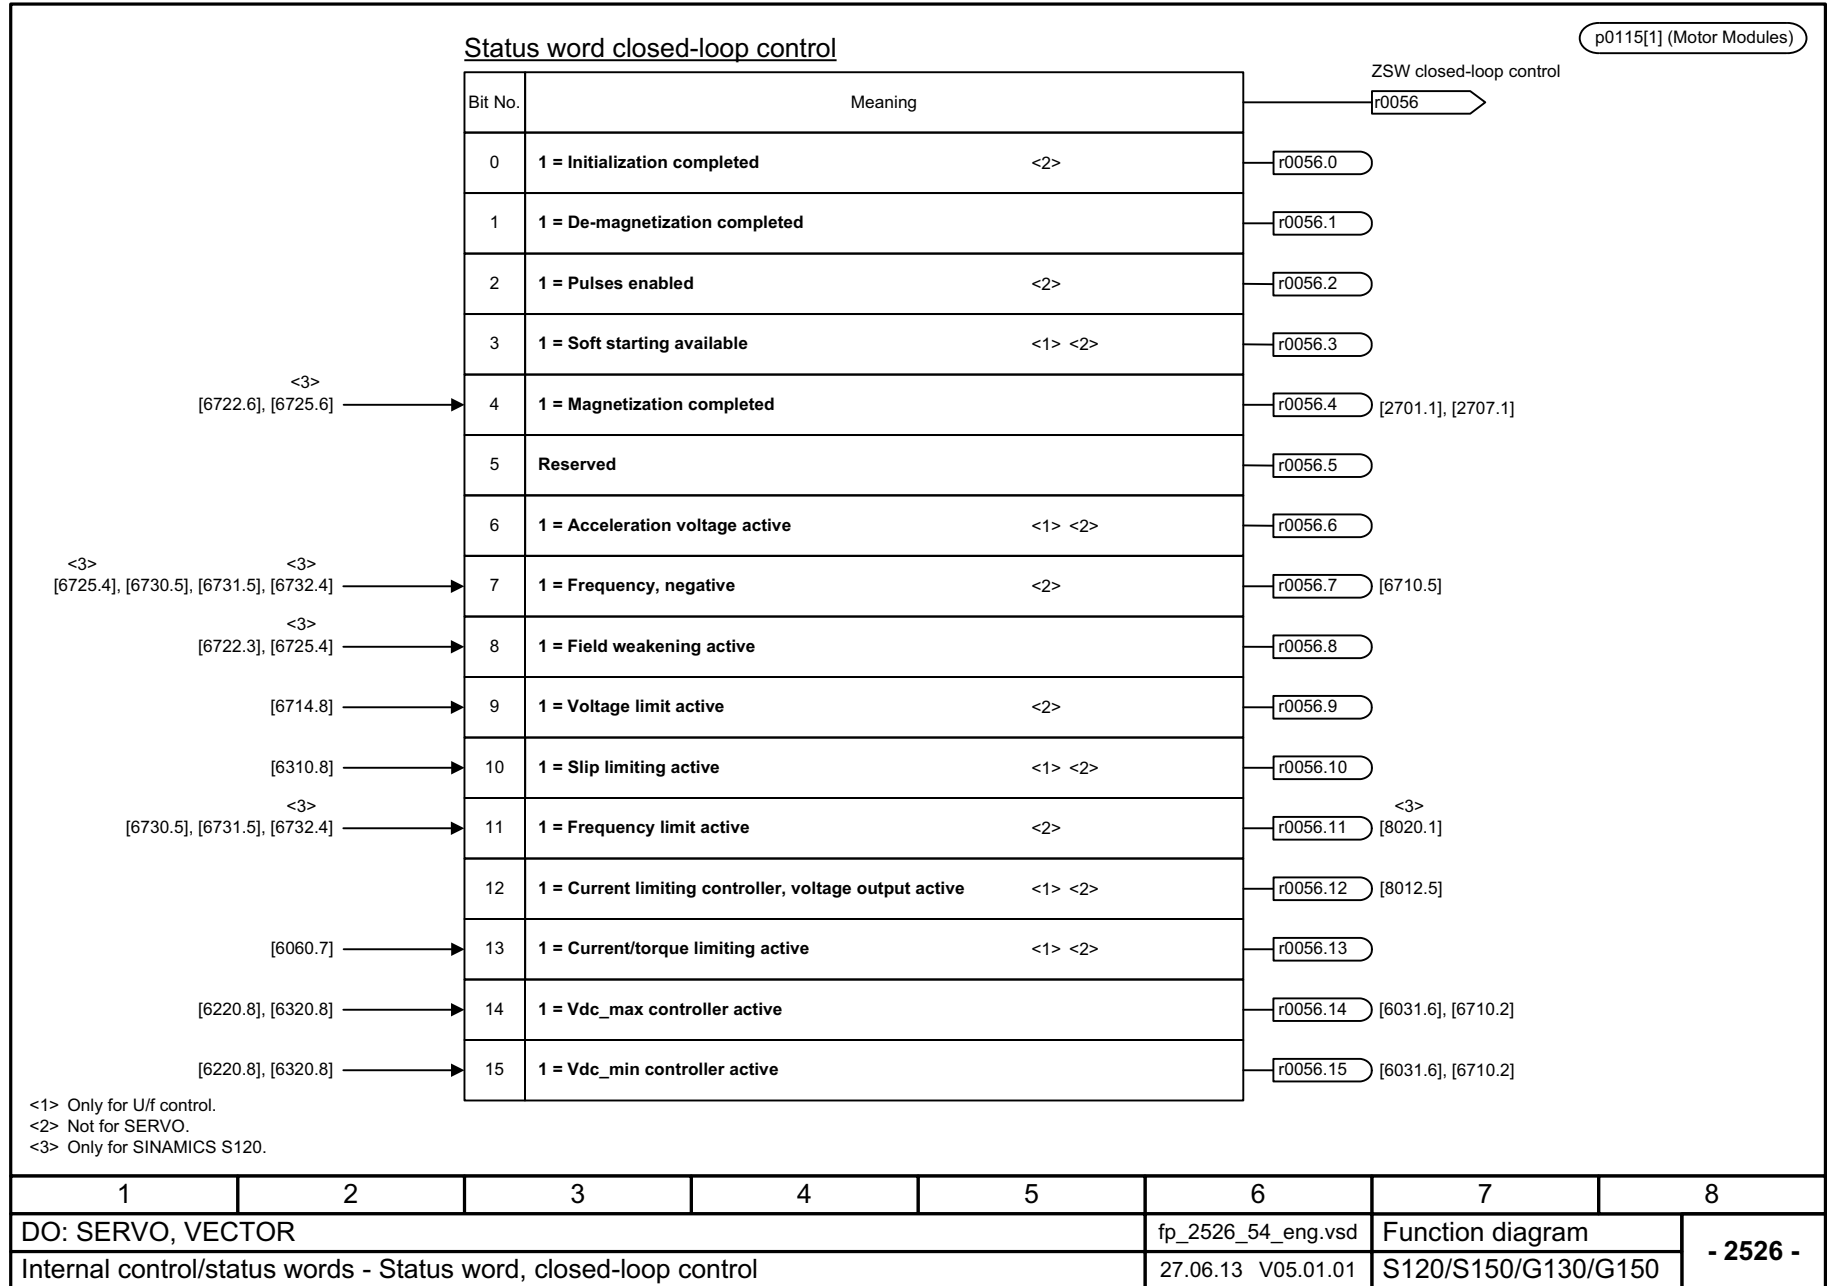 p0115[1] (Motor Modules)
Status word closed-loop control
ZSW closed-loop control
Bit No. Meaning r0056
0 1 = Initialization completed <2> r0056.0
1 1 = De-magnetization completed r0056.1
2 1 = Pulses enabled <2> r0056.2
3 1 = Soft starting available <1> <2> r0056.3
<3>
[6722.6], [6725.6] 4 1 = Magnetization completed r0056.4 [2701.1], [2707.1]
5 Reserved r0056.5
6 1 = Acceleration voltage active <1> <2> r0056.6
<3> <3>
[6725.4], [6730.5], [6731.5], [6732.4] 7 1 = Frequency, negative <2> r0056.7 [6710.5]
<3>
[6722.3], [6725.4] 8 1 = Field weakening active r0056.8
[6714.8] 9 1 = Voltage limit active <2> r0056.9
[6310.8] 10 1 = Slip limiting active <1> <2> r0056.10
<3> <3>
[6730.5], [6731.5], [6732.4] 11 1 = Frequency limit active <2> r0056.11 [8020.1]
12 1 = Current limiting controller, voltage output active <1> <2> r0056.12 [8012.5]
[6060.7] 13 1 = Current/torque limiting active <1> <2> r0056.13
[6220.8], [6320.8] 14 1 = Vdc_max controller active r0056.14 [6031.6], [6710.2]
[6220.8], [6320.8] 15 1 = Vdc_min controller active r0056.15 [6031.6], [6710.2]
<1> Only for U/f control.
<2> Not for SERVO.
<3> Only for SINAMICS S120.
1 2 3 4 5 6 7 8
DO: SERVO, VECTOR fp_2526_54_eng.vsd Function diagram - 2526 -
Internal control/status words - Status word, closed-loop control 27.06.13 V05.01.01 S120/S150/G130/G150